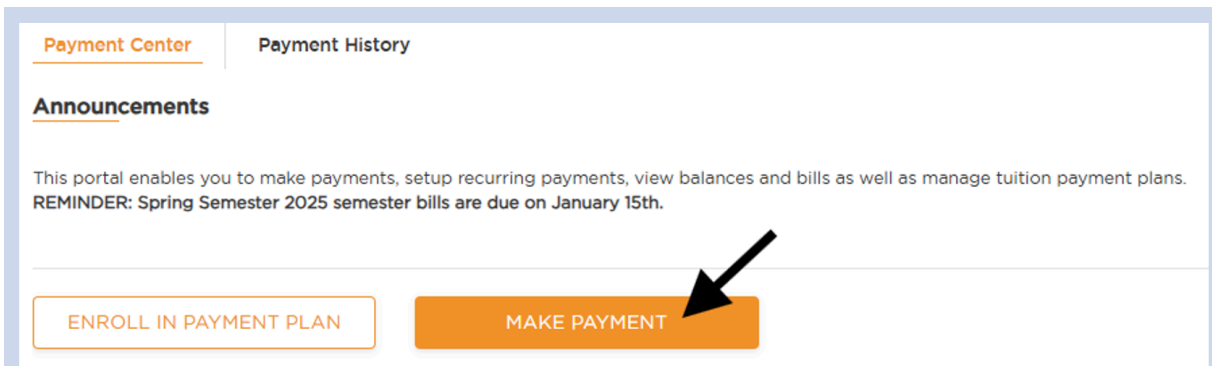 Payment Center
Payment History
Announcements
This portal enables you to make payments, setup recurring payments, view balances and bills as well as manage tuition payment plans.
REMINDER: Spring Semester 2025 semester bills are due on January 15th.
ENROLL IN PAYMENT PLAN
MAKE PAYMENT